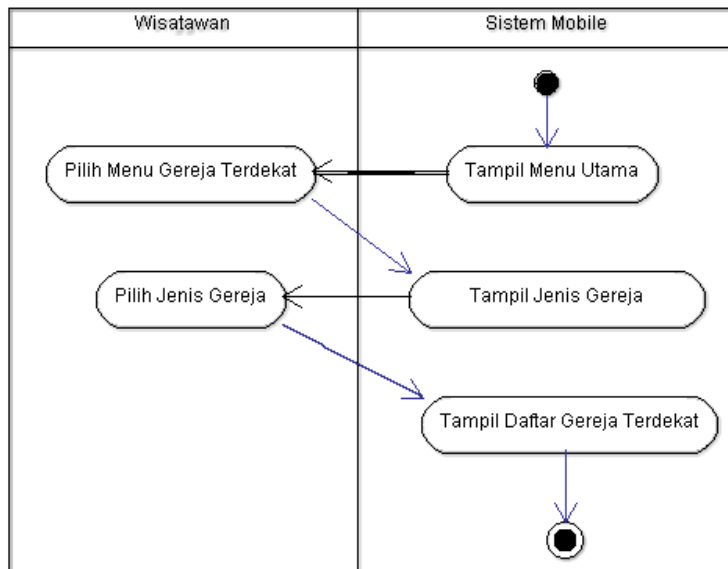 Wisatawan
Sistem Mobile
Pilih Menu Gereja Terdekat
Tampil Menu Utama
Pilih Jenis Gereja
Tampil Jenis Gereja
Tampil Daftar Gereja Terdekat